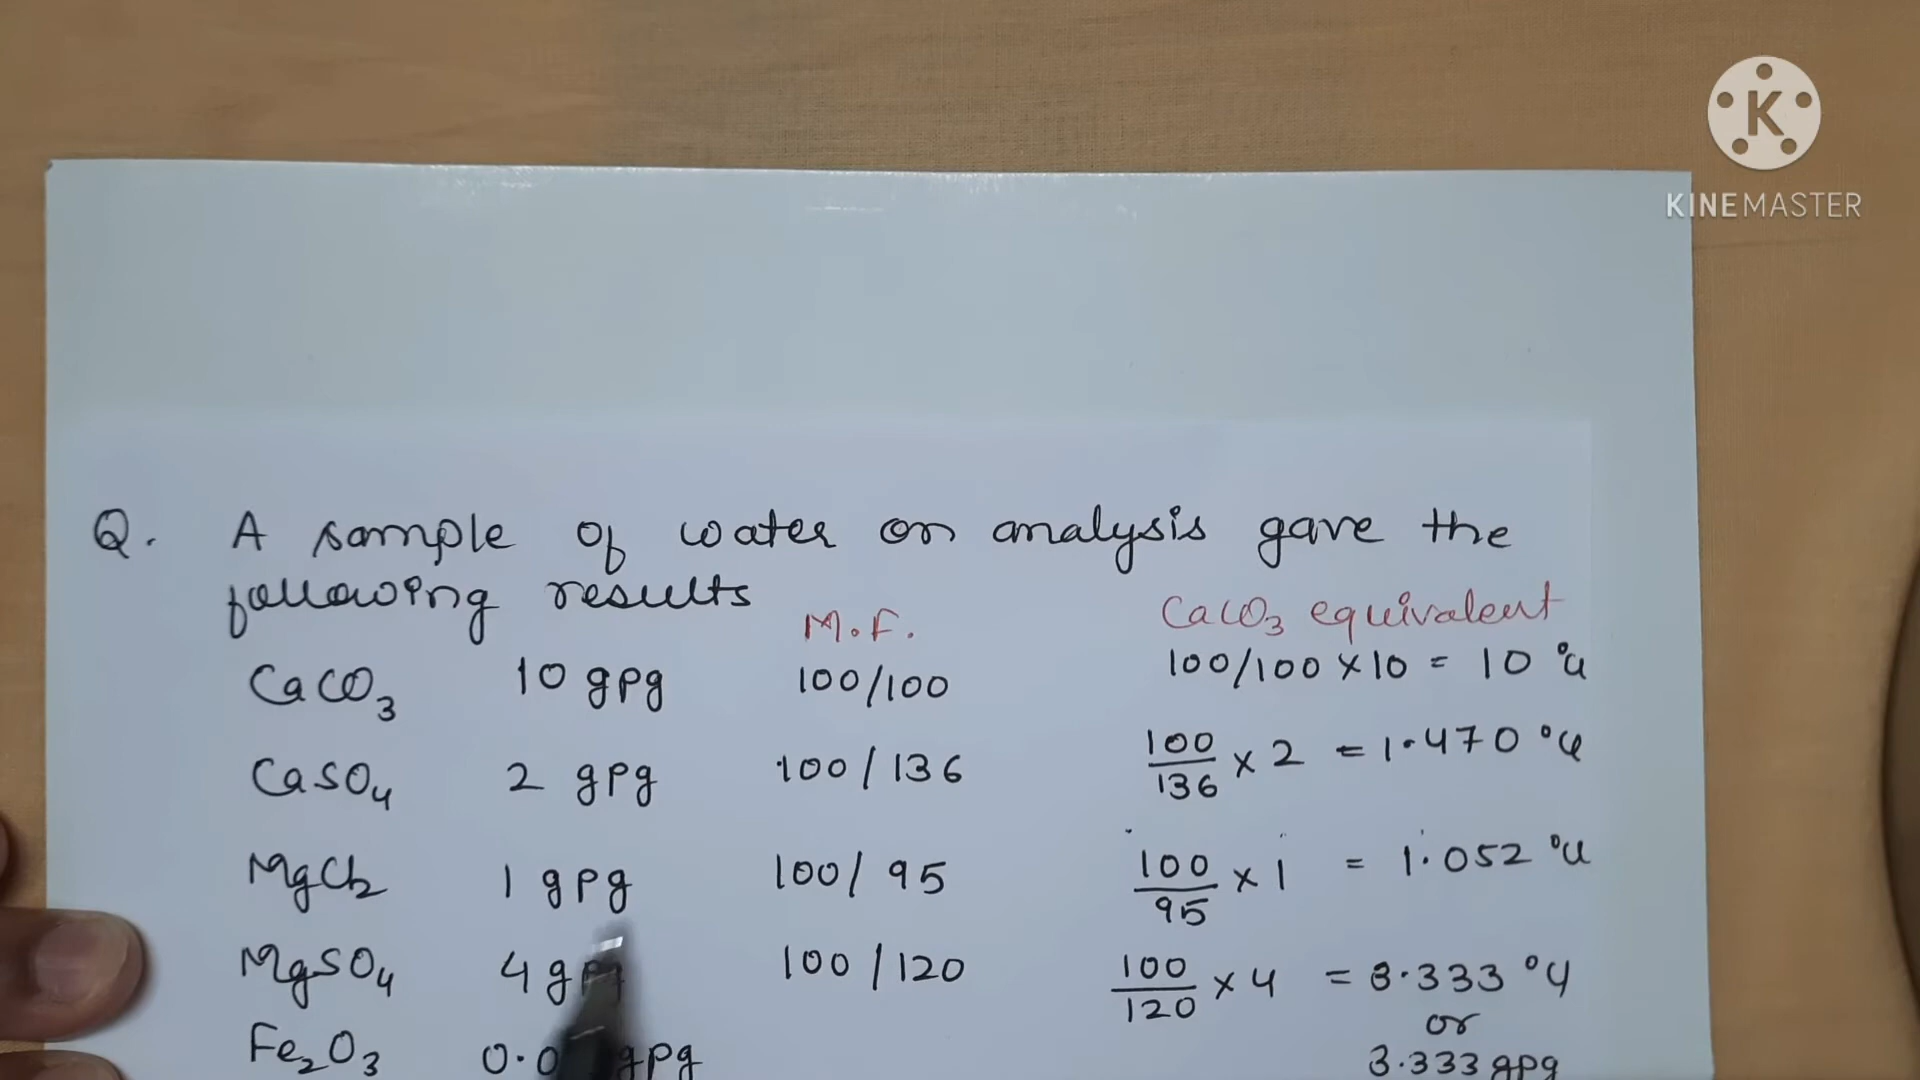 K
KINEMASTER
Q. A sample of water on analysis gave the
following results
M.F. CaCO3 equivalent
CaCO3 10 gpg 100/100 100/100 × 10 = 10 °Cl
CaSO4 2 gpg 100/136 100/136 × 2 = 1.470 °Cl
MgCl2 1 gpg 100/95 100/95 × 1 = 1.052 °Cl
MgSO4 4 gpg 100/120 100/120 × 4 = 3.333 °Cl
or
Fe2O3 gpg 3.333 gpg